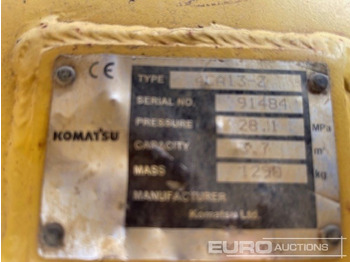 CE
TYPE
SERIAL NO. 91484
KOMATSU
PRESSURE 28.1 MPa
CAPACITY m³
MASS kg
MANUFACTURER
Komatsu Ltd.
EURO AUCTIONS